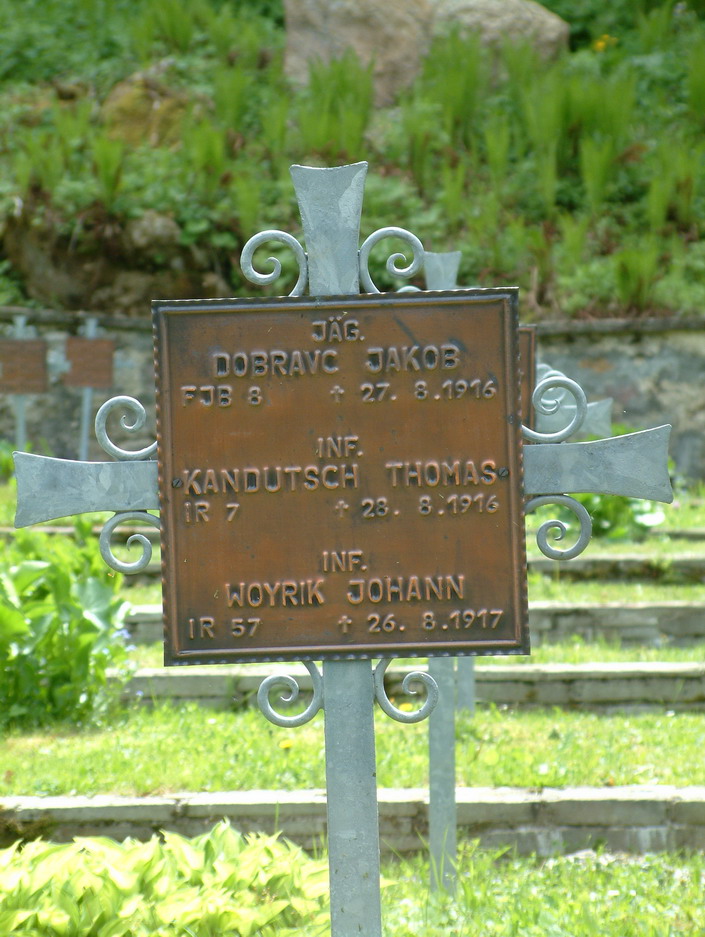 JÄG.
DOBRAVC JAKOB
FJB 8 ✝ 27. 8.1916
INF.
KANDUTSCH THOMAS
IR 7 ✝ 28. 8.1916
INF.
WOYRIK JOHANN
IR 57 ✝ 26. 8.1917